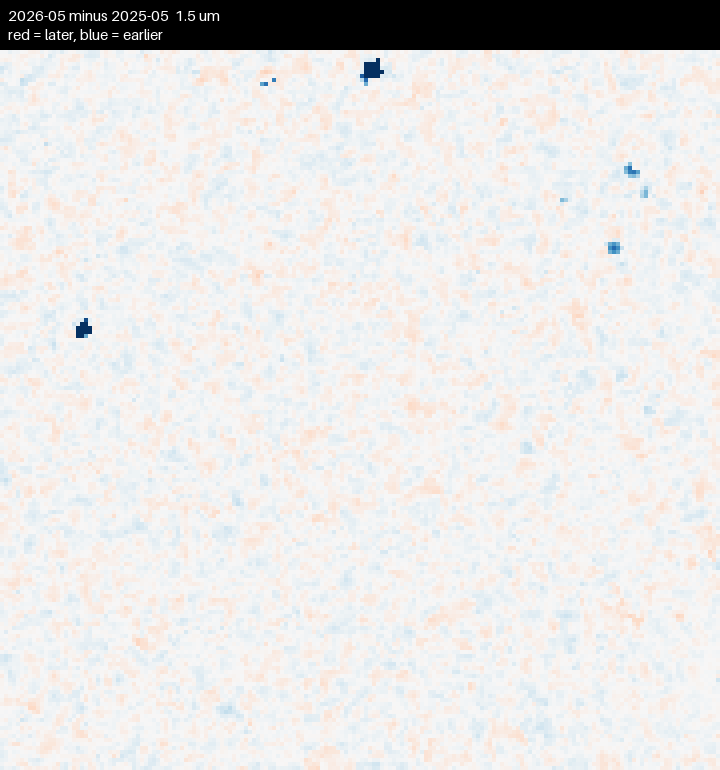 2026-05 minus 2025-05  1.5 um
red = later, blue = earlier